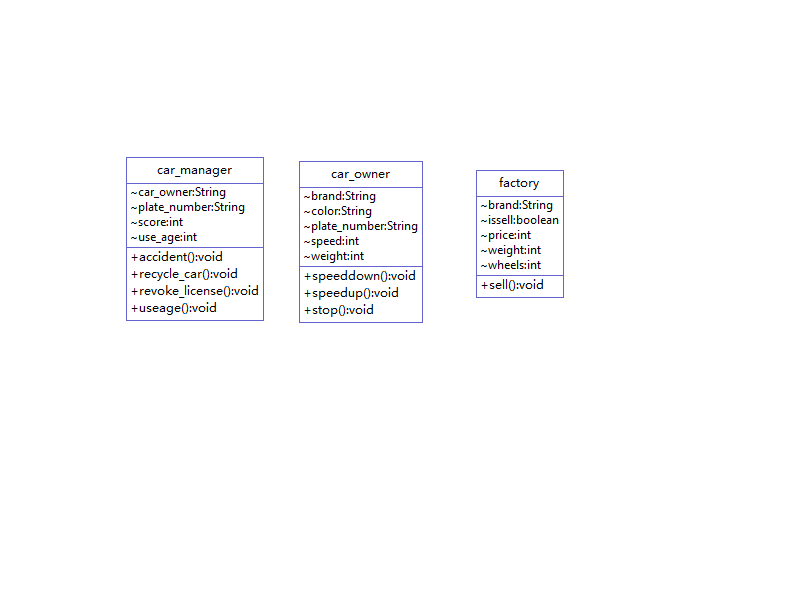 car_manager
~car_owner:String
~plate_number:String
~score:int
~use_age:int
+accident():void
+recycle_car():void
+revoke_license():void
+useage():void
car_owner
~brand:String
~color:String
~plate_number:String
~speed:int
~weight:int
+speeddown():void
+speedup():void
+stop():void
factory
~brand:String
~issell:boolean
~price:int
~weight:int
~wheels:int
+sell():void